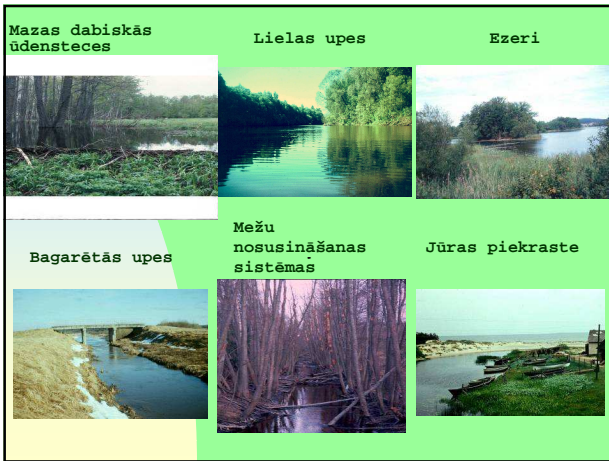 Mazas dabiskās
ūdensteces
Lielas upes
Ezeri
Bagarētās upes
Mežu
nosusināšanas
sistēmas
Jūras piekraste